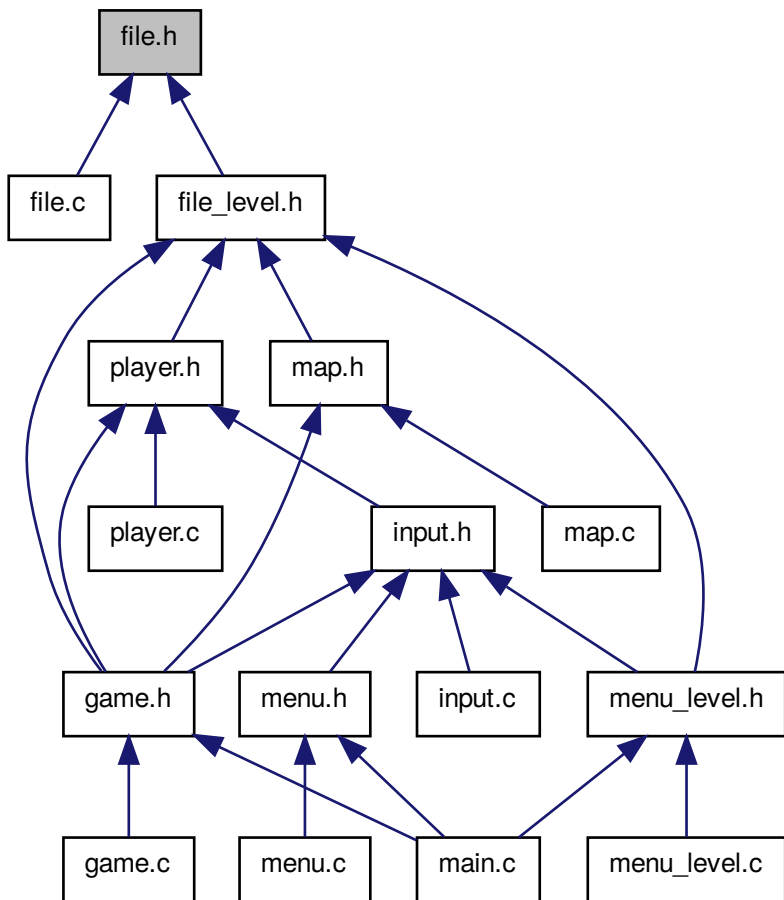 file.h
file.c
file_level.h
player.h
map.h
player.c
input.h
map.c
game.h
menu.h
input.c
menu_level.h
game.c
menu.c
main.c
menu_level.c